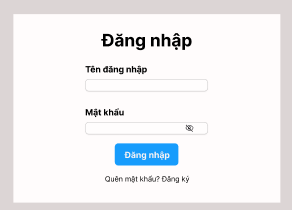 Đăng nhập
Tên đăng nhập
Mật khẩu
Đăng nhập
Quên mật khẩu? Đăng ký